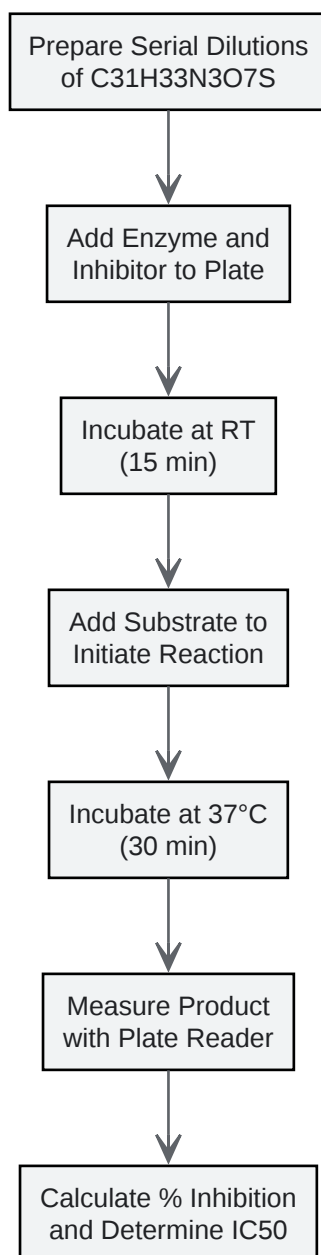 Prepare Serial Dilutions
of C31H33N3O7S
Add Enzyme and
Inhibitor to Plate
Incubate at RT
(15 min)
Add Substrate to
Initiate Reaction
Incubate at 37°C
(30 min)
Measure Product
with Plate Reader
Calculate % Inhibition
and Determine IC50